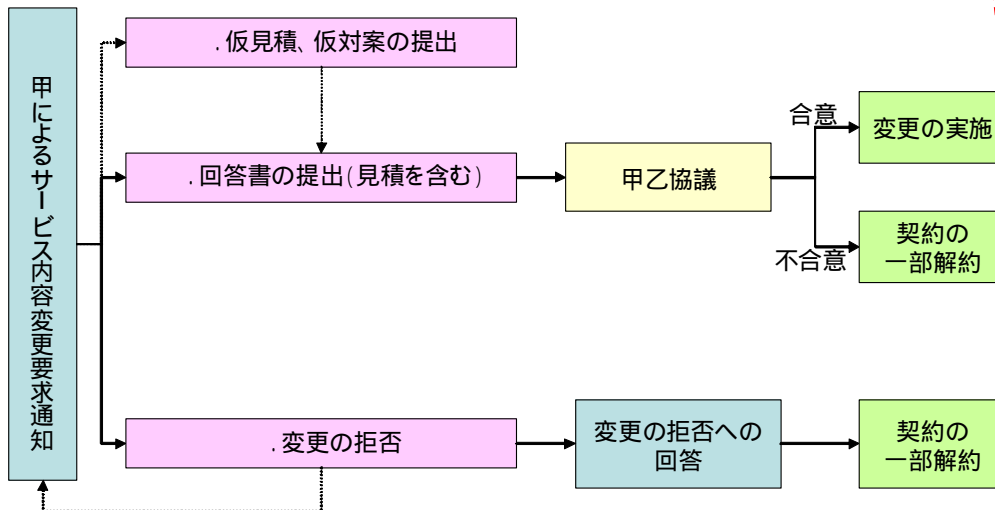 甲によるサービス内容変更要求通知
.仮見積、仮対案の提出
.回答書の提出(見積を含む)
甲乙協議
合意
変更の実施
不合意
契約の
一部解約
.変更の拒否
変更の拒否への
回答
契約の
一部解約